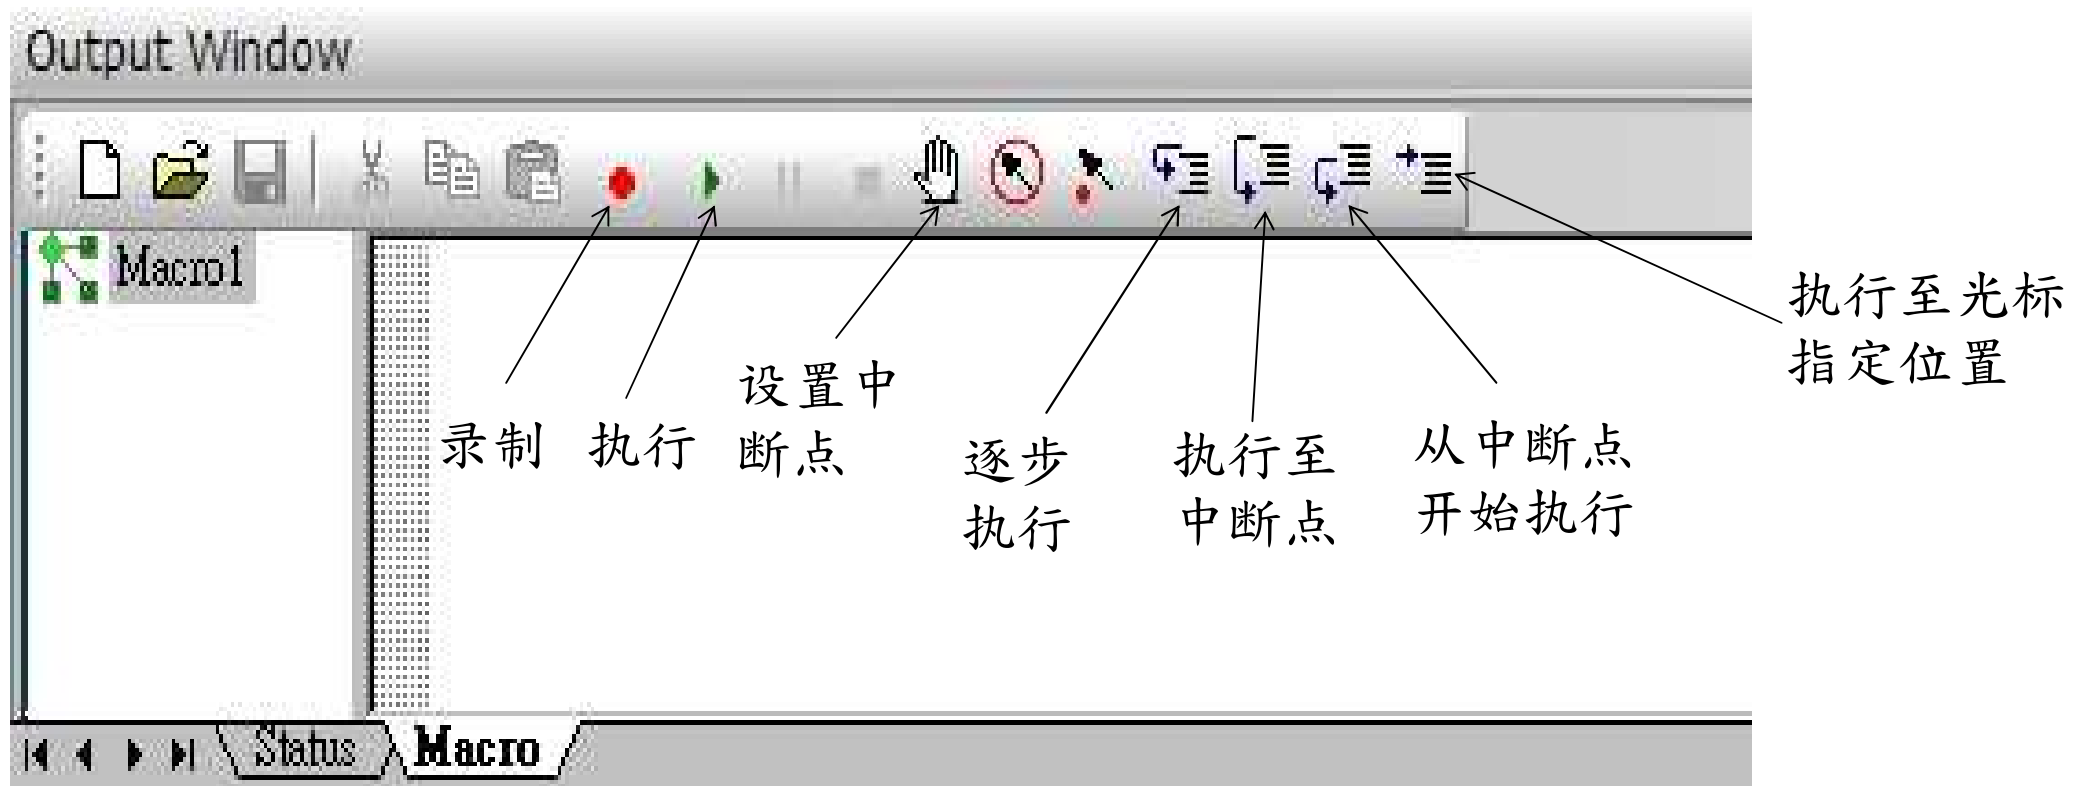 Output Window
Macro1
录制
执行
设置中
断点
逐步
执行
执行至
中断点
从中断点
开始执行
执行至光标
指定位置
Status
Macro